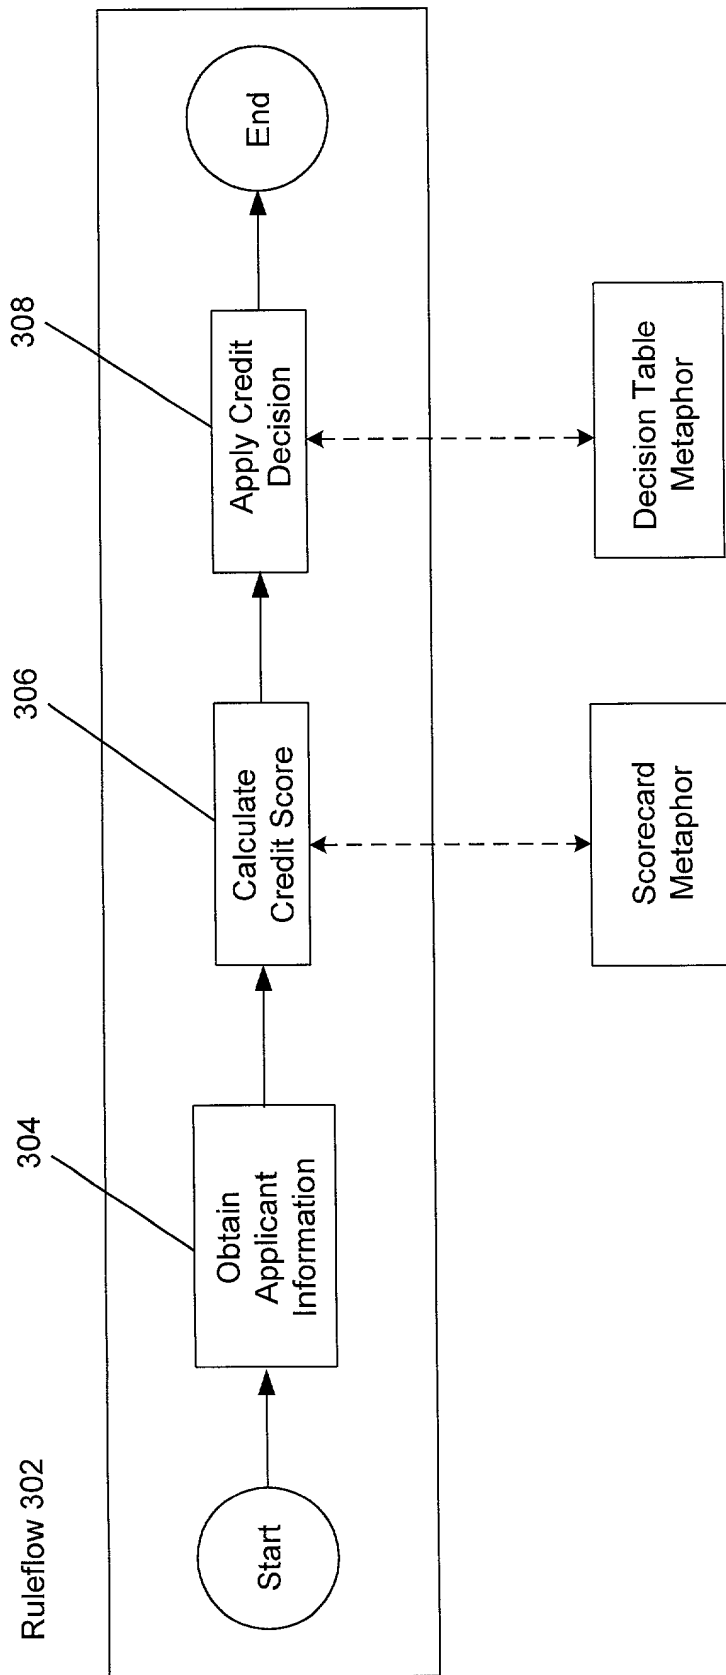 Ruleflow 302
304
306
308
Start
Obtain
Applicant
Information
Calculate
Credit Score
Apply Credit
Decision
End
Scorecard
Metaphor
Decision Table
Metaphor